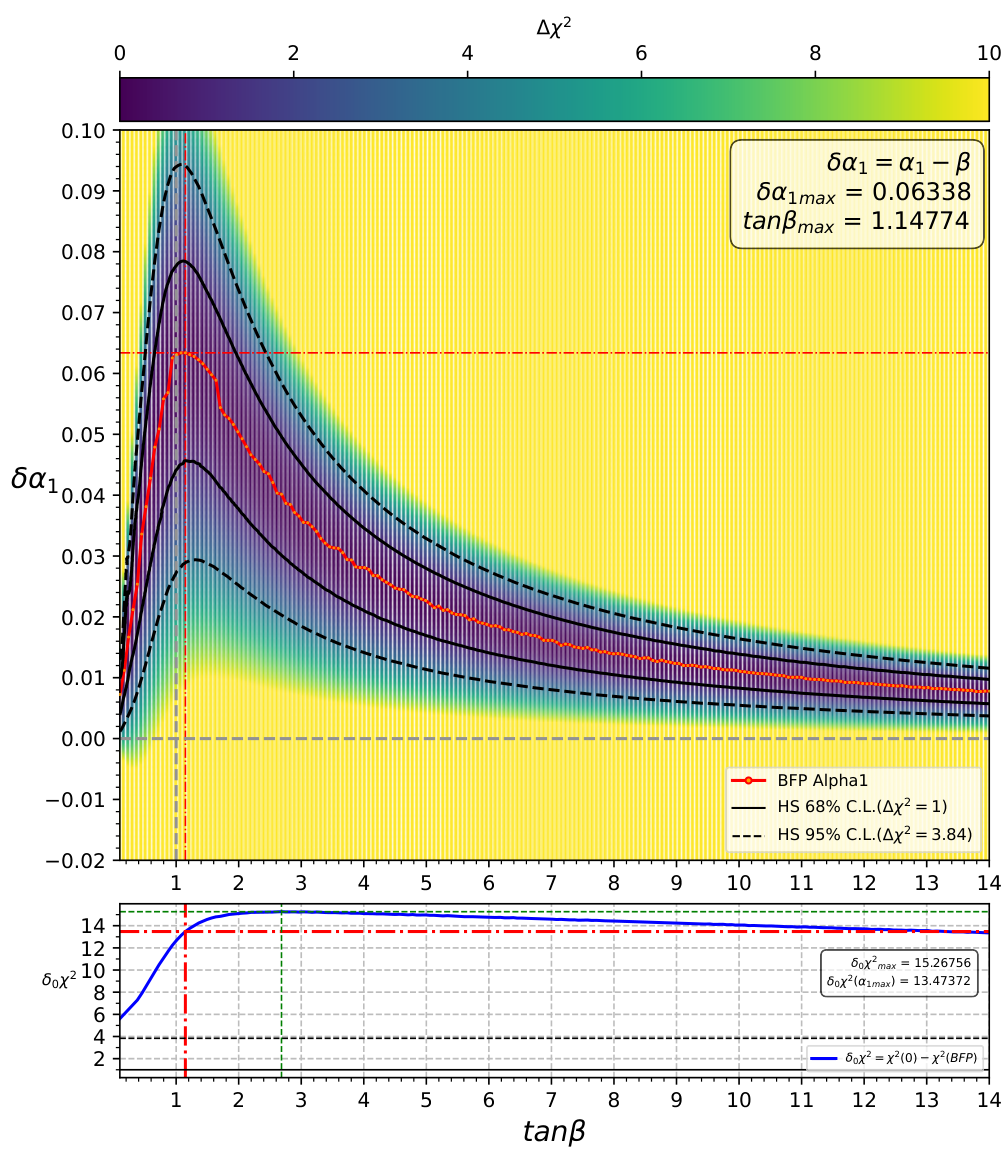 Δχ²
0 2 4 6 8 10
0.10
0.09
0.08
0.07
0.06
0.05
0.04
0.03
0.02
0.01
0.00
−0.01
−0.02
δα₁
δα₁ = α₁ − β
δα₁ₘₐₓ = 0.06338
tanβₘₐₓ = 1.14774
BFP Alpha1
HS 68% C.L.(Δχ² = 1)
HS 95% C.L.(Δχ² = 3.84)
1 2 3 4 5 6 7 8 9 10 11 12 13 14
14
12
10
8
6
4
2
δ₀χ²
δ₀χ²ₘₐₓ = 15.26756
δ₀χ²(α₁ₘₐₓ) = 13.47372
δ₀χ² = χ²(0) − χ²(BFP)
1 2 3 4 5 6 7 8 9 10 11 12 13 14
tanβ